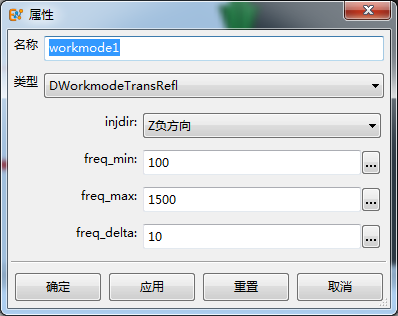 属性
名称 workmode1
类型 DWorkmodeTransRefl
injdir: Z负方向
freq_min: 100 ...
freq_max: 1500 ...
freq_delta: 10 ...
确定 应用 重置 取消